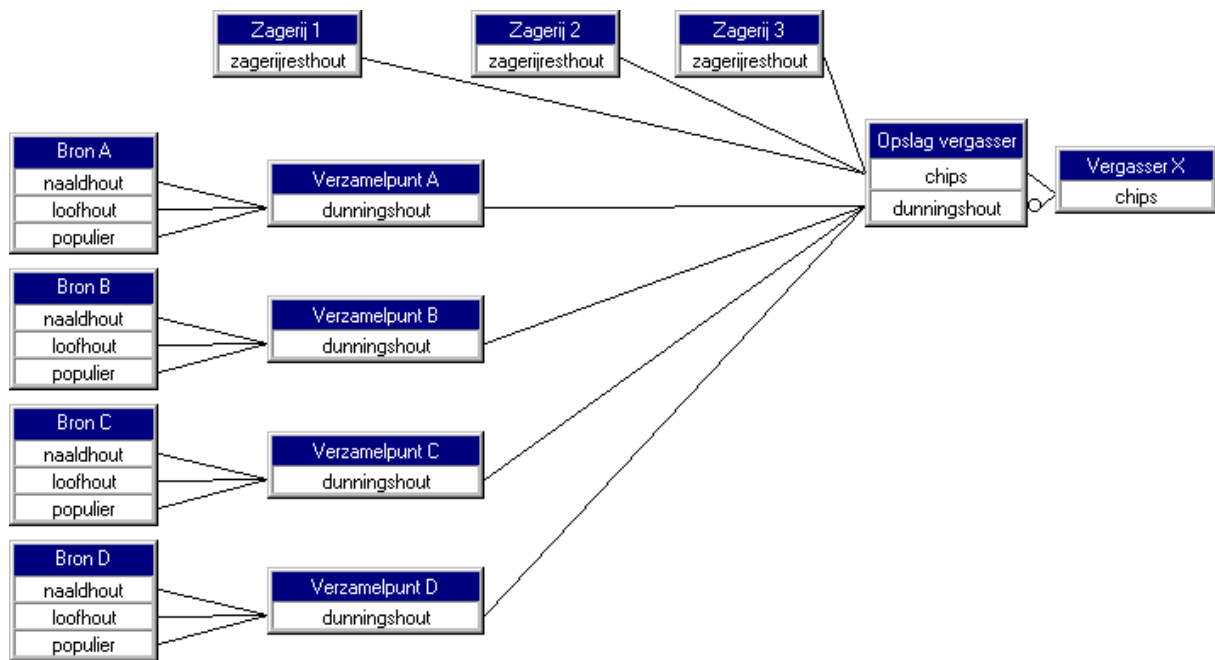 Zagerij 1
zagerijresthout
Zagerij 2
zagerijresthout
Zagerij 3
zagerijresthout
Bron A
naaldhout
loofhout
populier
Verzamelpunt A
dunningshout
Opslag vergasser
chips
dunningshout
Vergasser X
chips
Bron B
naaldhout
loofhout
populier
Verzamelpunt B
dunningshout
Bron C
naaldhout
loofhout
populier
Verzamelpunt C
dunningshout
Bron D
naaldhout
loofhout
populier
Verzamelpunt D
dunningshout